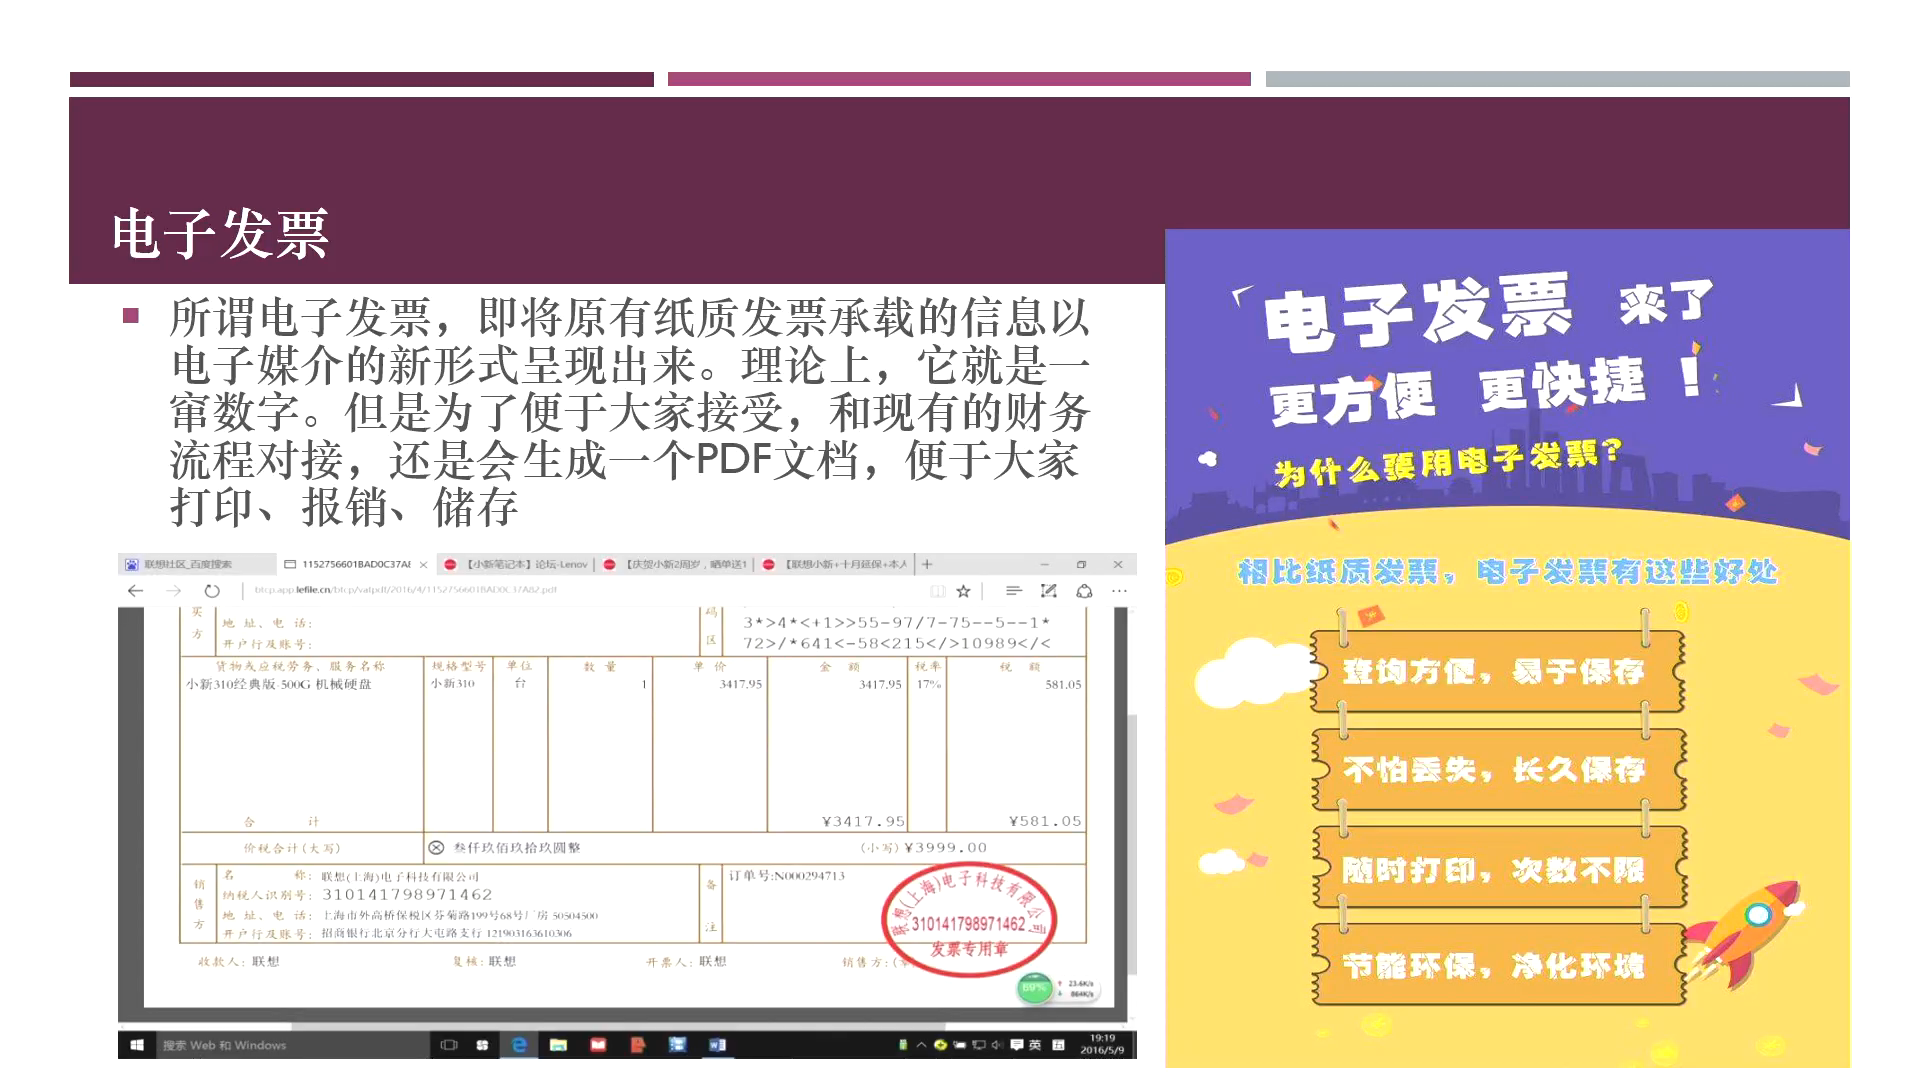 电子发票
所谓电子发票，即将原有纸质发票承载的信息以
电子媒介的新形式呈现出来。理论上，它就是一
窜数字。但是为了便于大家接受，和现有的财务
流程对接，还是会生成一个PDF文档，便于大家
打印、报销、储存
电子发票 来了
更方便 更快捷！
为什么要用电子发票？
相比纸质发票，电子发票有这些好处
查询方便，易于保存
不怕丢失，长久保存
随时打印，次数不限
节能环保，净化环境
联想社区_百度搜索
1152756601BAD0C37A8
【小新笔记本】论坛-Lenov
【庆贺小新2周岁，晒单送1
【联想小新+十月延保+本人
btcp.app.lefile.cn/btcp/vatpdf/2016/4/1152756601BAD0C37A82.pdf
买
方
地 址、电 话：
开户行及账号：
码
区
3*>4*<+1>>55-97/7-75--5--1*
72>/*641<-58<215</>10989</<
货物或应税劳务、服务名称 规格型号 单位 数 量 单 价 金 额 税率 税 额
小新310经典版 500G 机械硬盘 小新310 台 1 3417.95 3417.95 17% 581.05
合 计 ¥3417.95 ¥581.05
价税合计(大写) 叁仟玖佰玖拾玖圆整 (小写) ¥3999.00
销
售
方
名 称：联想(上海)电子科技有限公司
纳税人识别号：310141798971462
地 址、电 话：上海市外高桥保税区芬菊路199号68号厂房 50504500
开户行及账号：招商银行北京分行大屯路支行 121903163610306
备
注
订单号:N000294713
联想(上海)电子科技有限公司
310141798971462
发票专用章
收款人：联想 复核：联想 开票人：联想 销售方：(章
89%
23.6K/s
864K/s
搜索 Web 和 Windows
英
19:19
2016/5/9